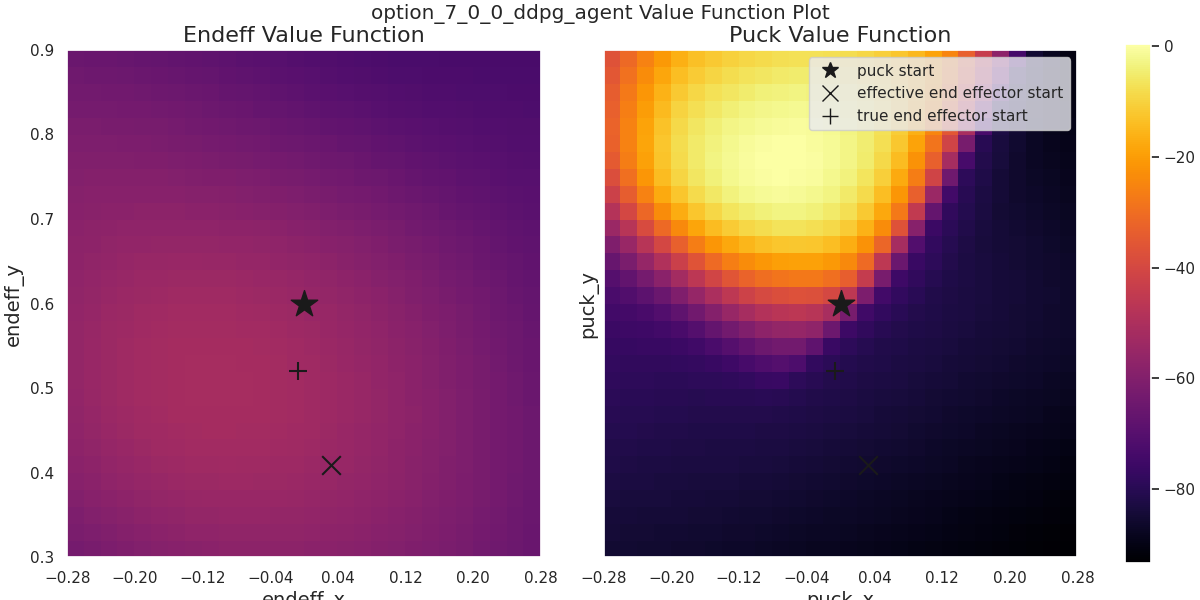 option_7_0_0_ddpg_agent Value Function Plot
Endeff Value Function
Puck Value Function
0.9
0.8
0.7
0.6
0.5
0.4
0.3
endeff_y
−0.28 −0.20 −0.12 −0.04 0.04 0.12 0.20 0.28
endeff_x
puck start
effective end effector start
true end effector start
puck_y
−0.28 −0.20 −0.12 −0.04 0.04 0.12 0.20 0.28
puck_x
0
−20
−40
−60
−80